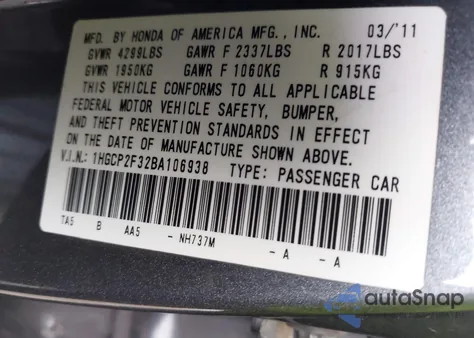 MFD. BY HONDA OF AMERICA MFG., INC. 03/'11
GVWR 4299LBS GAWR F 2337LBS R 2017LBS
GVWR 1950KG GAWR F 1060KG R 915KG
THIS VEHICLE CONFORMS TO ALL APPLICABLE
FEDERAL MOTOR VEHICLE SAFETY, BUMPER,
AND THEFT PREVENTION STANDARDS IN EFFECT
ON THE DATE OF MANUFACTURE SHOWN ABOVE.
V.I.N.: 1HGCP2F32BA106938 TYPE: PASSENGER CAR
TA5 B AA5 - NH737M - A - A
autoSnap